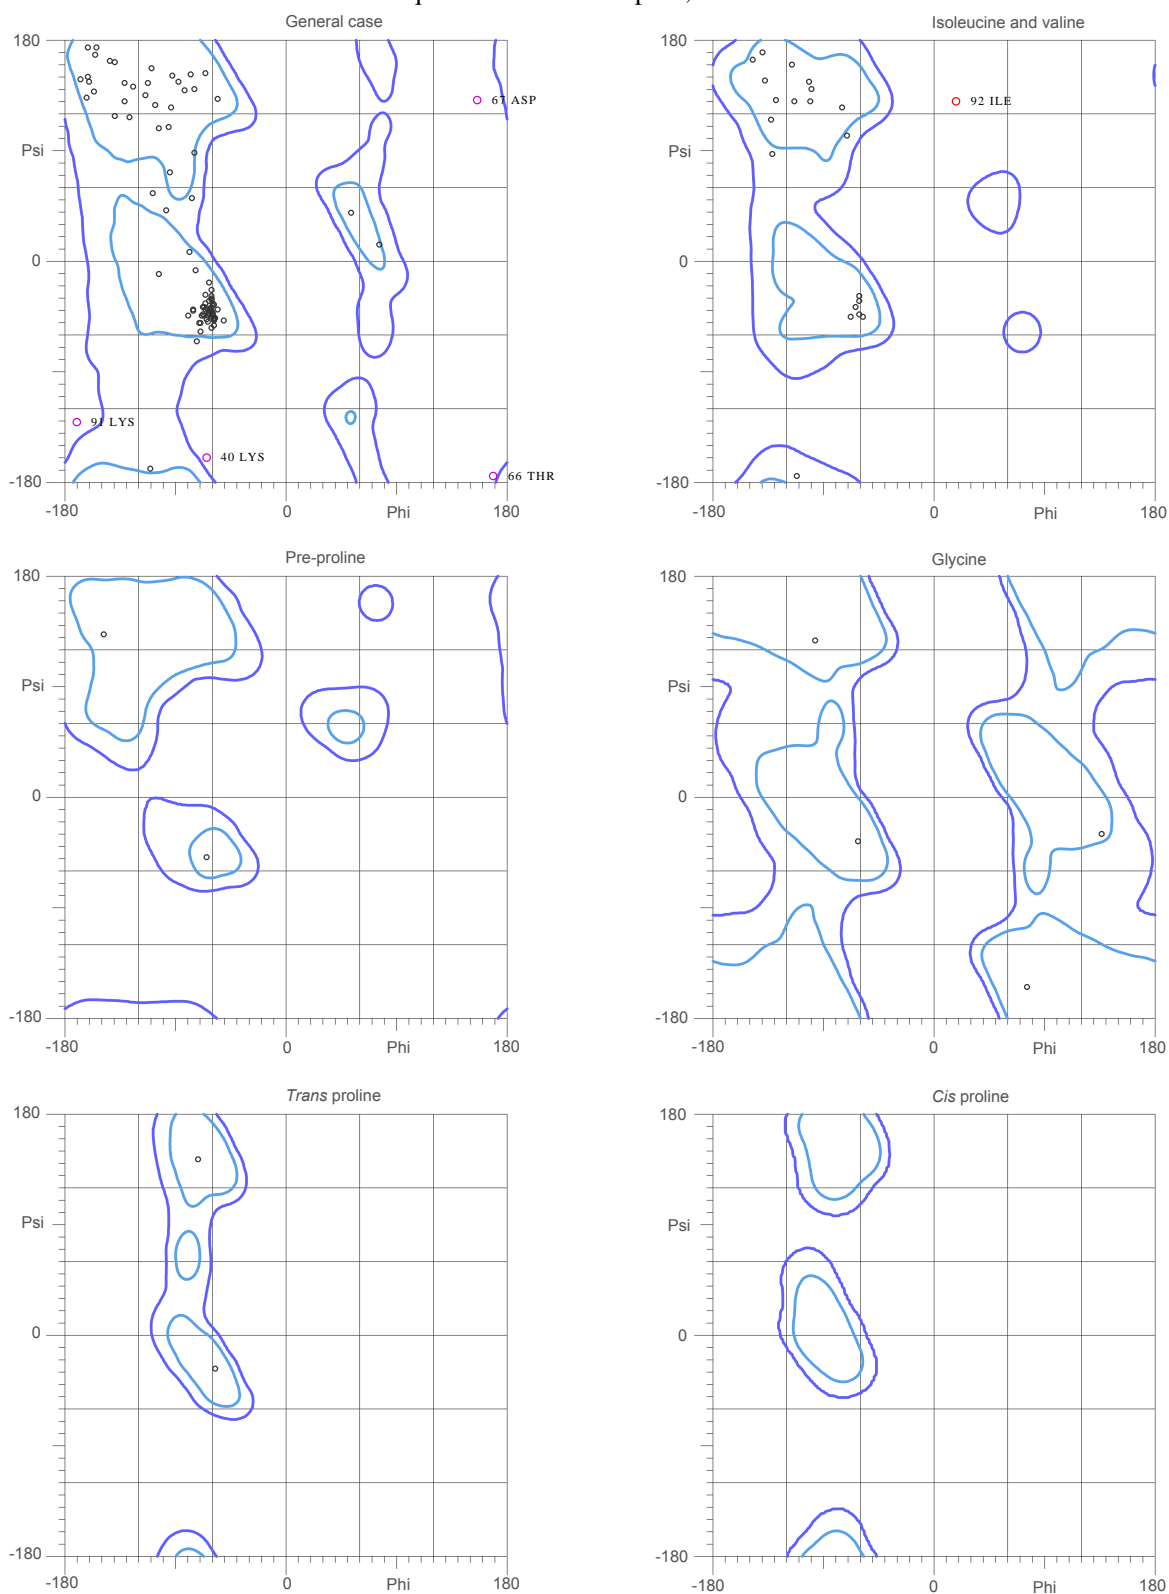 General case
Isoleucine and valine
180
180
67 ASP
92 ILE
Psi
Psi
0
0
91 LYS
40 LYS
66 THR
-180
-180
-180
0
Phi
180
-180
0
Phi
180
Pre-proline
Glycine
180
180
Psi
Psi
0
0
-180
-180
-180
0
Phi
180
-180
0
Phi
180
Trans proline
Cis proline
180
180
Psi
Psi
0
0
-180
-180
-180
0
Phi
180
-180
0
Phi
180